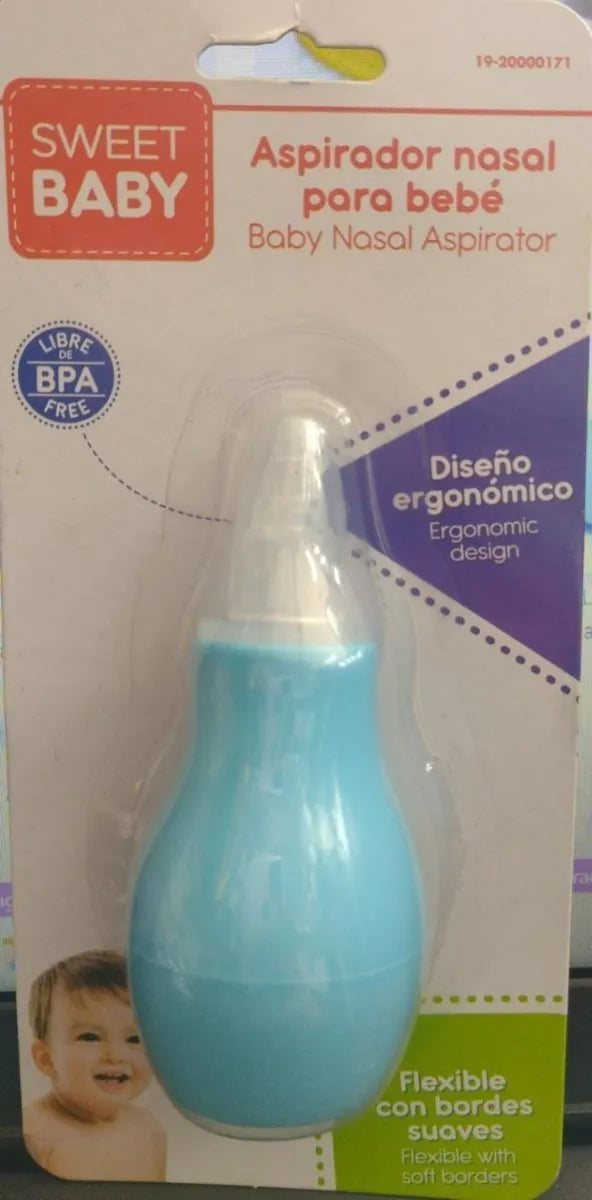 19-20000171
SWEET
BABY
Aspirador nasal
para bebé
Baby Nasal Aspirator
LIBRE
DE
BPA
FREE
Diseño
ergonómico
Ergonomic
design
Flexible
con bordes
suaves
Flexible with
soft borders